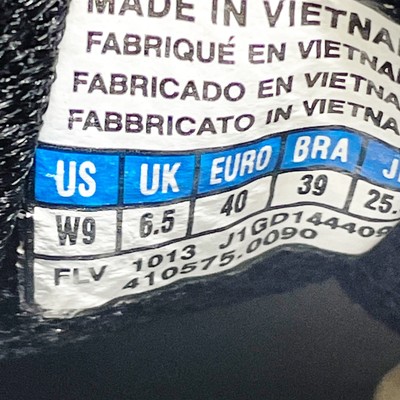 MADE IN VIETNA
FABRIQUÉ EN VIETNA
FABRICADO EN VIETNA
FABBRICATO IN VIETNA
US UK EURO BRA J
W9 6.5 40 39 25.
FLV 1013 J1GD144409
410575.0090